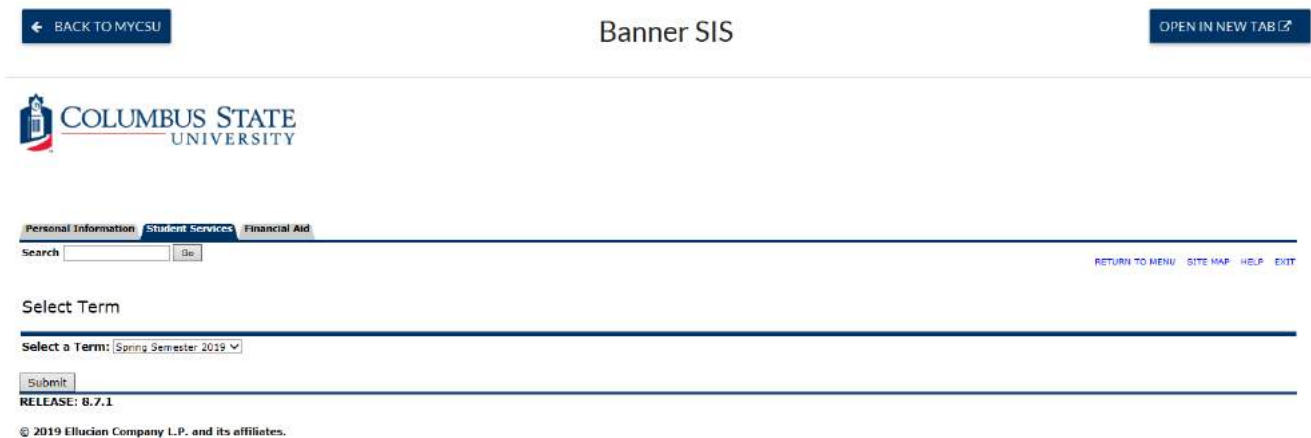 BACK TO MYCSU
Banner SIS
OPEN IN NEW TAB
COLUMBUS STATE
UNIVERSITY
Personal Information Student Services Financial Aid
Search Go
RETURN TO MENU SITE MAP HELP EXIT
Select Term
Select a Term: Spring Semester 2019
Submit
RELEASE: 8.7.1
© 2019 Ellucian Company L.P. and its affiliates.